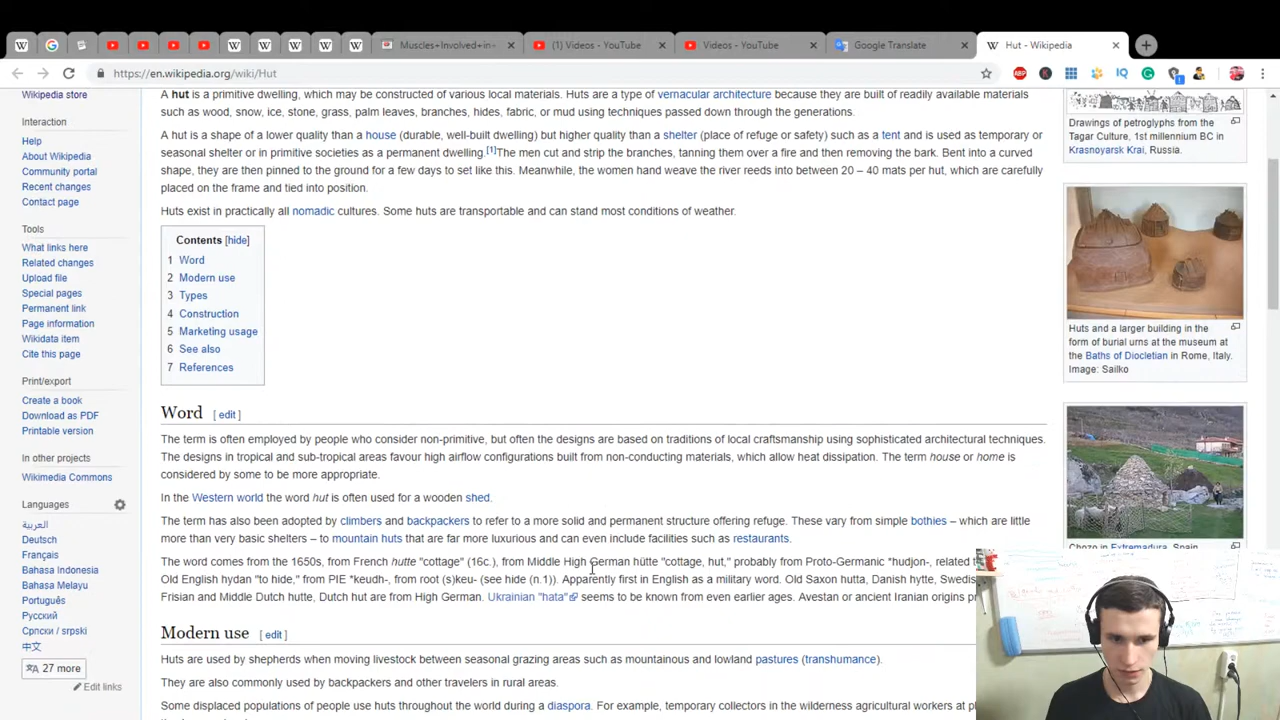 Muscles+Involved+in+
(1) Videos - YouTube
Videos - YouTube
Google Translate
Hut - Wikipedia
https://en.wikipedia.org/wiki/Hut
Wikipedia store
Interaction
Help
About Wikipedia
Community portal
Recent changes
Contact page
Tools
What links here
Related changes
Upload file
Special pages
Permanent link
Page information
Wikidata item
Cite this page
Print/export
Create a book
Download as PDF
Printable version
In other projects
Wikimedia Commons
Languages
العربية
Deutsch
Français
Bahasa Indonesia
Bahasa Melayu
Português
Русский
Српски / srpski
中文
27 more
Edit links
A hut is a primitive dwelling, which may be constructed of various local materials. Huts are a type of vernacular architecture because they are built of readily available materials
such as wood, snow, ice, stone, grass, palm leaves, branches, hides, fabric, or mud using techniques passed down through the generations.
A hut is a shape of a lower quality than a house (durable, well-built dwelling) but higher quality than a shelter (place of refuge or safety) such as a tent and is used as temporary or
seasonal shelter or in primitive societies as a permanent dwelling.[1]The men cut and strip the branches, tanning them over a fire and then removing the bark. Bent into a curved
shape, they are then pinned to the ground for a few days to set like this. Meanwhile, the women hand weave the river reeds into between 20 – 40 mats per hut, which are carefully
placed on the frame and tied into position.
Huts exist in practically all nomadic cultures. Some huts are transportable and can stand most conditions of weather.
Contents [hide]
1 Word
2 Modern use
3 Types
4 Construction
5 Marketing usage
6 See also
7 References
Word [ edit ]
The term is often employed by people who consider non-primitive, but often the designs are based on traditions of local craftsmanship using sophisticated architectural techniques.
The designs in tropical and sub-tropical areas favour high airflow configurations built from non-conducting materials, which allow heat dissipation. The term house or home is
considered by some to be more appropriate.
In the Western world the word hut is often used for a wooden shed.
The term has also been adopted by climbers and backpackers to refer to a more solid and permanent structure offering refuge. These vary from simple bothies – which are little
more than very basic shelters – to mountain huts that are far more luxurious and can even include facilities such as restaurants.
The word comes from the 1650s, from French hutte "cottage" (16c.), from Middle High German hütte "cottage, hut," probably from Proto-Germanic *hudjon-, related t
Old English hydan "to hide," from PIE *keudh-, from root (s)keu- (see hide (n.1)). Apparently first in English as a military word. Old Saxon hutta, Danish hytte, Swedis
Frisian and Middle Dutch hutte, Dutch hut are from High German. Ukrainian "hata" seems to be known from even earlier ages. Avestan or ancient Iranian origins p
Modern use [ edit ]
Huts are used by shepherds when moving livestock between seasonal grazing areas such as mountainous and lowland pastures (transhumance).
They are also commonly used by backpackers and other travelers in rural areas.
Some displaced populations of people use huts throughout the world during a diaspora. For example, temporary collectors in the wilderness agricultural workers at pl
Drawings of petroglyphs from the
Tagar Culture, 1st millennium BC in
Krasnoyarsk Krai, Russia.
Huts and a larger building in the
form of burial urns at the museum at
the Baths of Diocletian in Rome, Italy.
Image: Sailko
Chozo in Extremadura, Spain.